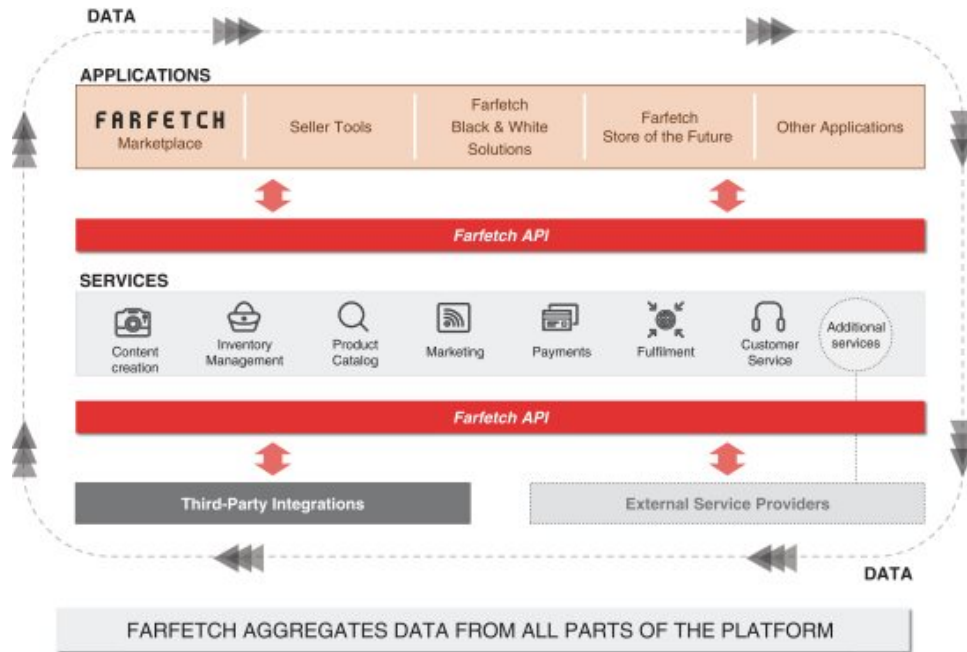 DATA
APPLICATIONS
FARFETCH
Marketplace
Seller Tools
Farfetch
Black & White
Solutions
Farfetch
Store of the Future
Other Applications
Farfetch API
SERVICES
Content
creation
Inventory
Management
Product
Catalog
Marketing
Payments
Fulfilment
Customer
Service
Additional
services
Farfetch API
Third-Party Integrations
External Service Providers
DATA
FARFETCH AGGREGATES DATA FROM ALL PARTS OF THE PLATFORM